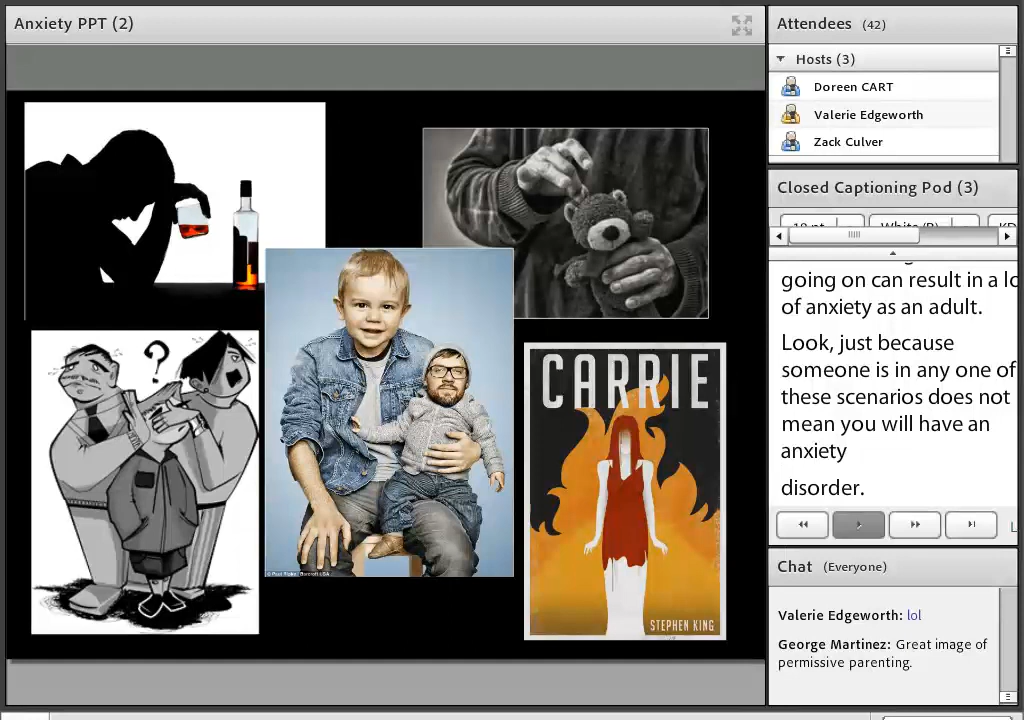 Anxiety PPT (2)
?
CARRIE
STEPHEN KING
Attendees (42)
Hosts (3)
Doreen CART
Valerie Edgeworth
Zack Culver
Closed Captioning Pod (3)
going on can result in a lo
of anxiety as an adult.
Look, just because
someone is in any one of
these scenarios does not
mean you will have an
anxiety
disorder.
Chat (Everyone)
Valerie Edgeworth: lol
George Martinez: Great image of
permissive parenting.